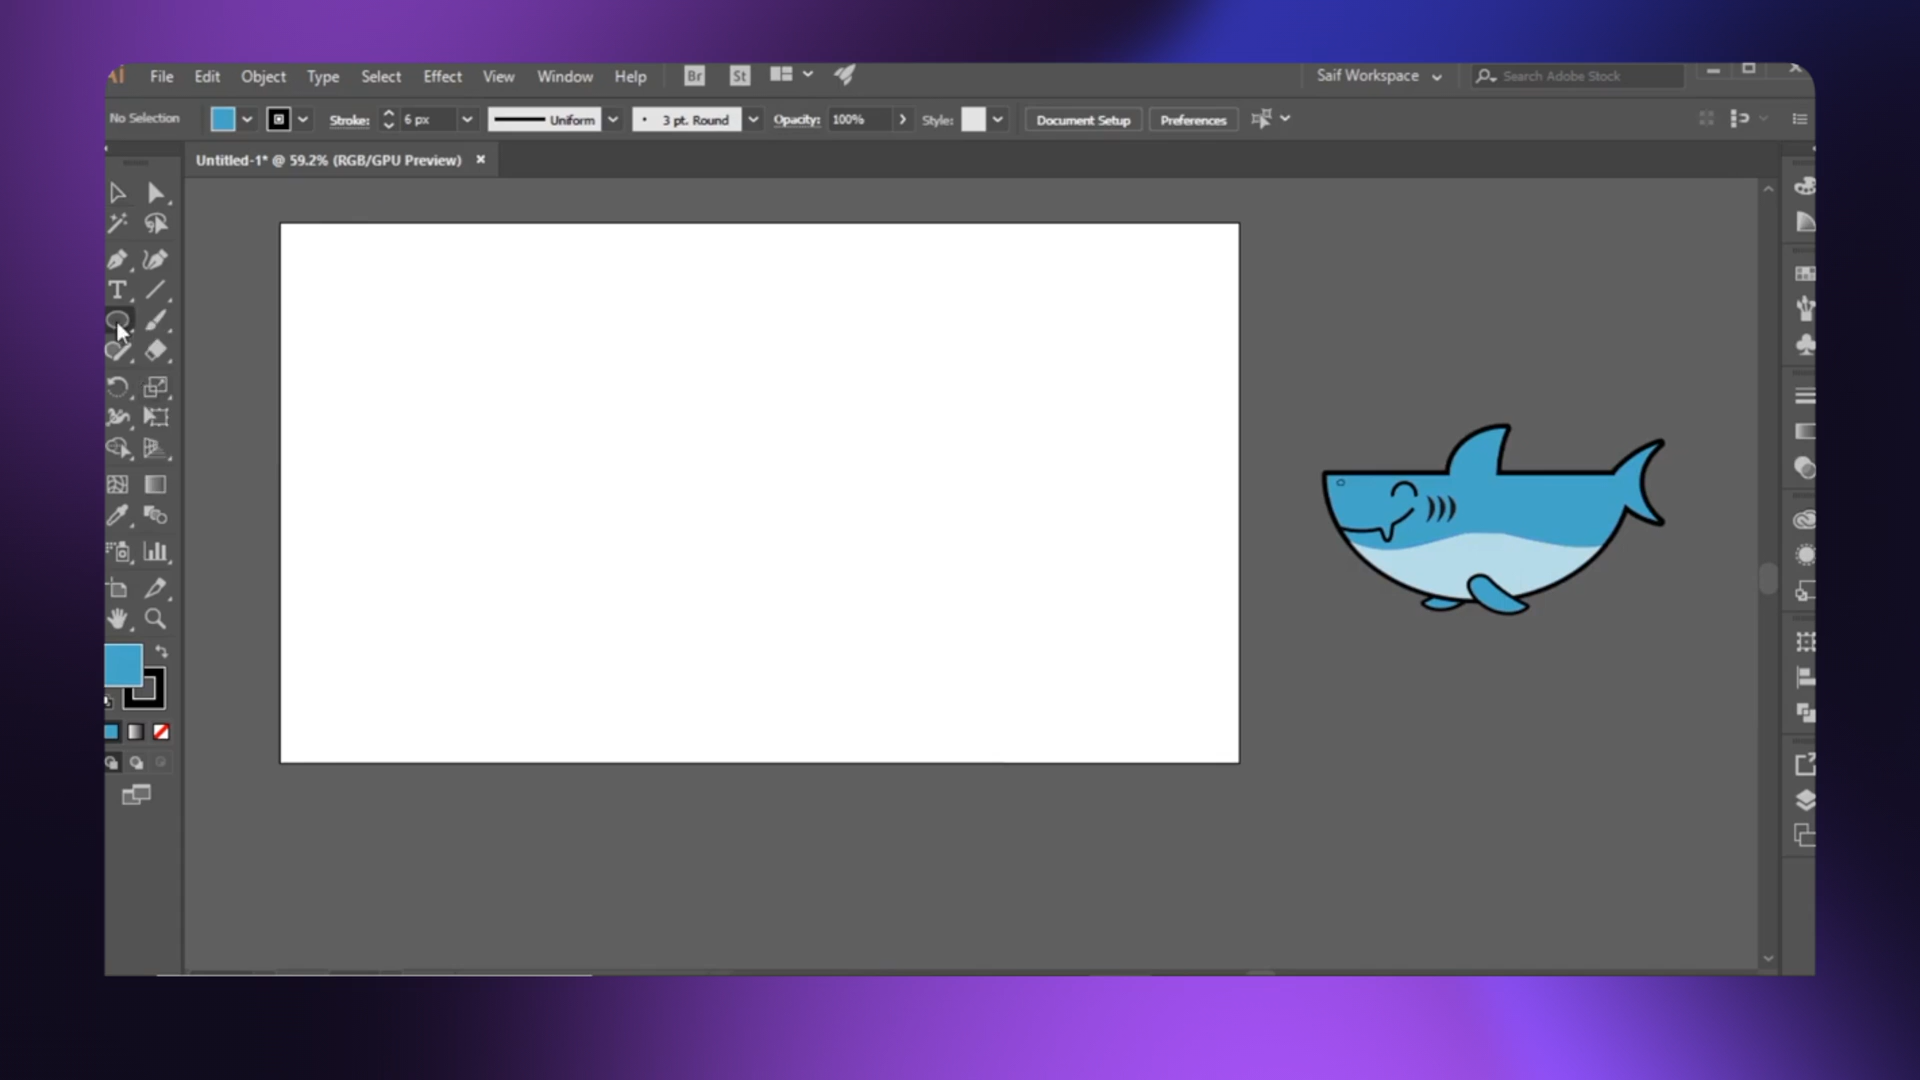 Ai File Edit Object Type Select Effect View Window Help Br St Saif Workspace Search Adobe Stock
No Selection Stroke: 6 px Uniform 3 pt. Round Opacity: 100% Style: Document Setup Preferences
Untitled-1* @ 59.2% (RGB/GPU Preview)
T